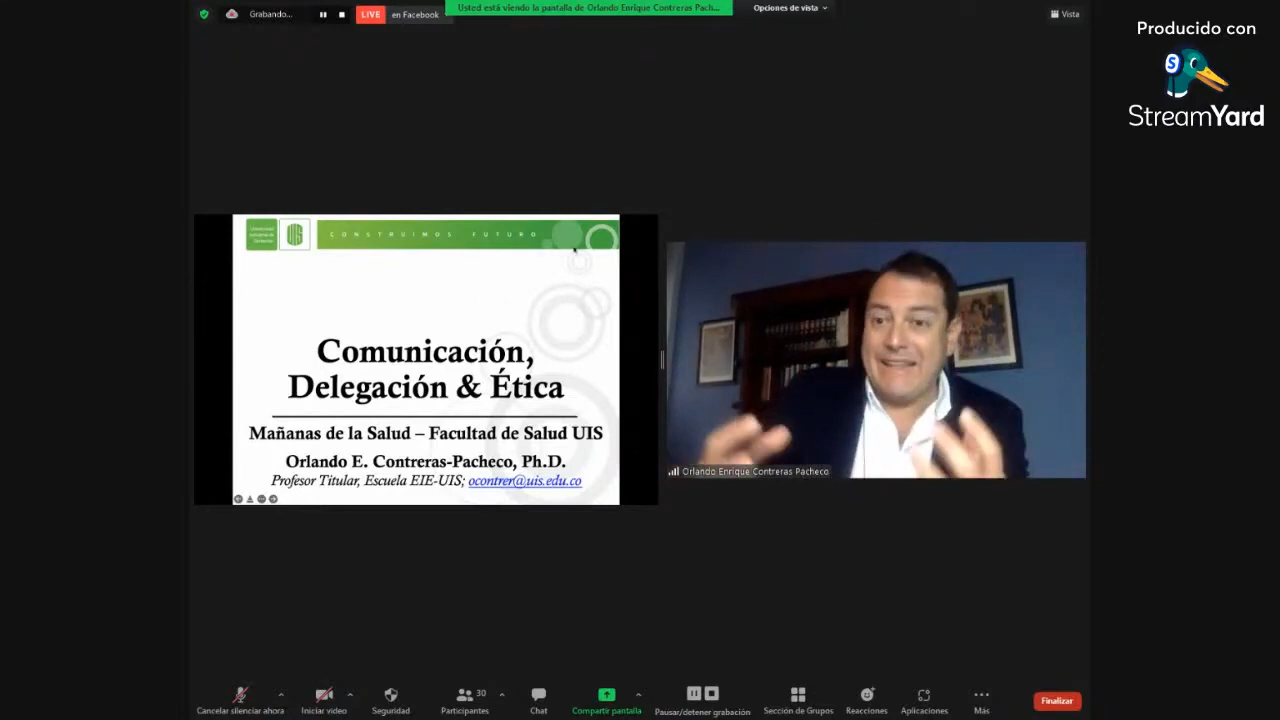 Grabando...
LIVE
en Facebook
Usted está viendo la pantalla de Orlando Enrique Contreras Pach...
Opciones de vista
Vista
Producido con
StreamYard
UIS
CONSTRUIMOS FUTURO
Comunicación,
Delegación & Ética
Mañanas de la Salud – Facultad de Salud UIS
Orlando E. Contreras-Pacheco, Ph.D.
Profesor Titular, Escuela EIE-UIS; ocontrer@uis.edu.co
Orlando Enrique Contreras Pacheco
Cancelar silenciar ahora
Iniciar video
Seguridad
30
Participantes
Chat
Compartir pantalla
Pausar/detener grabación
Sección de Grupos
Reacciones
Aplicaciones
Más
Finalizar